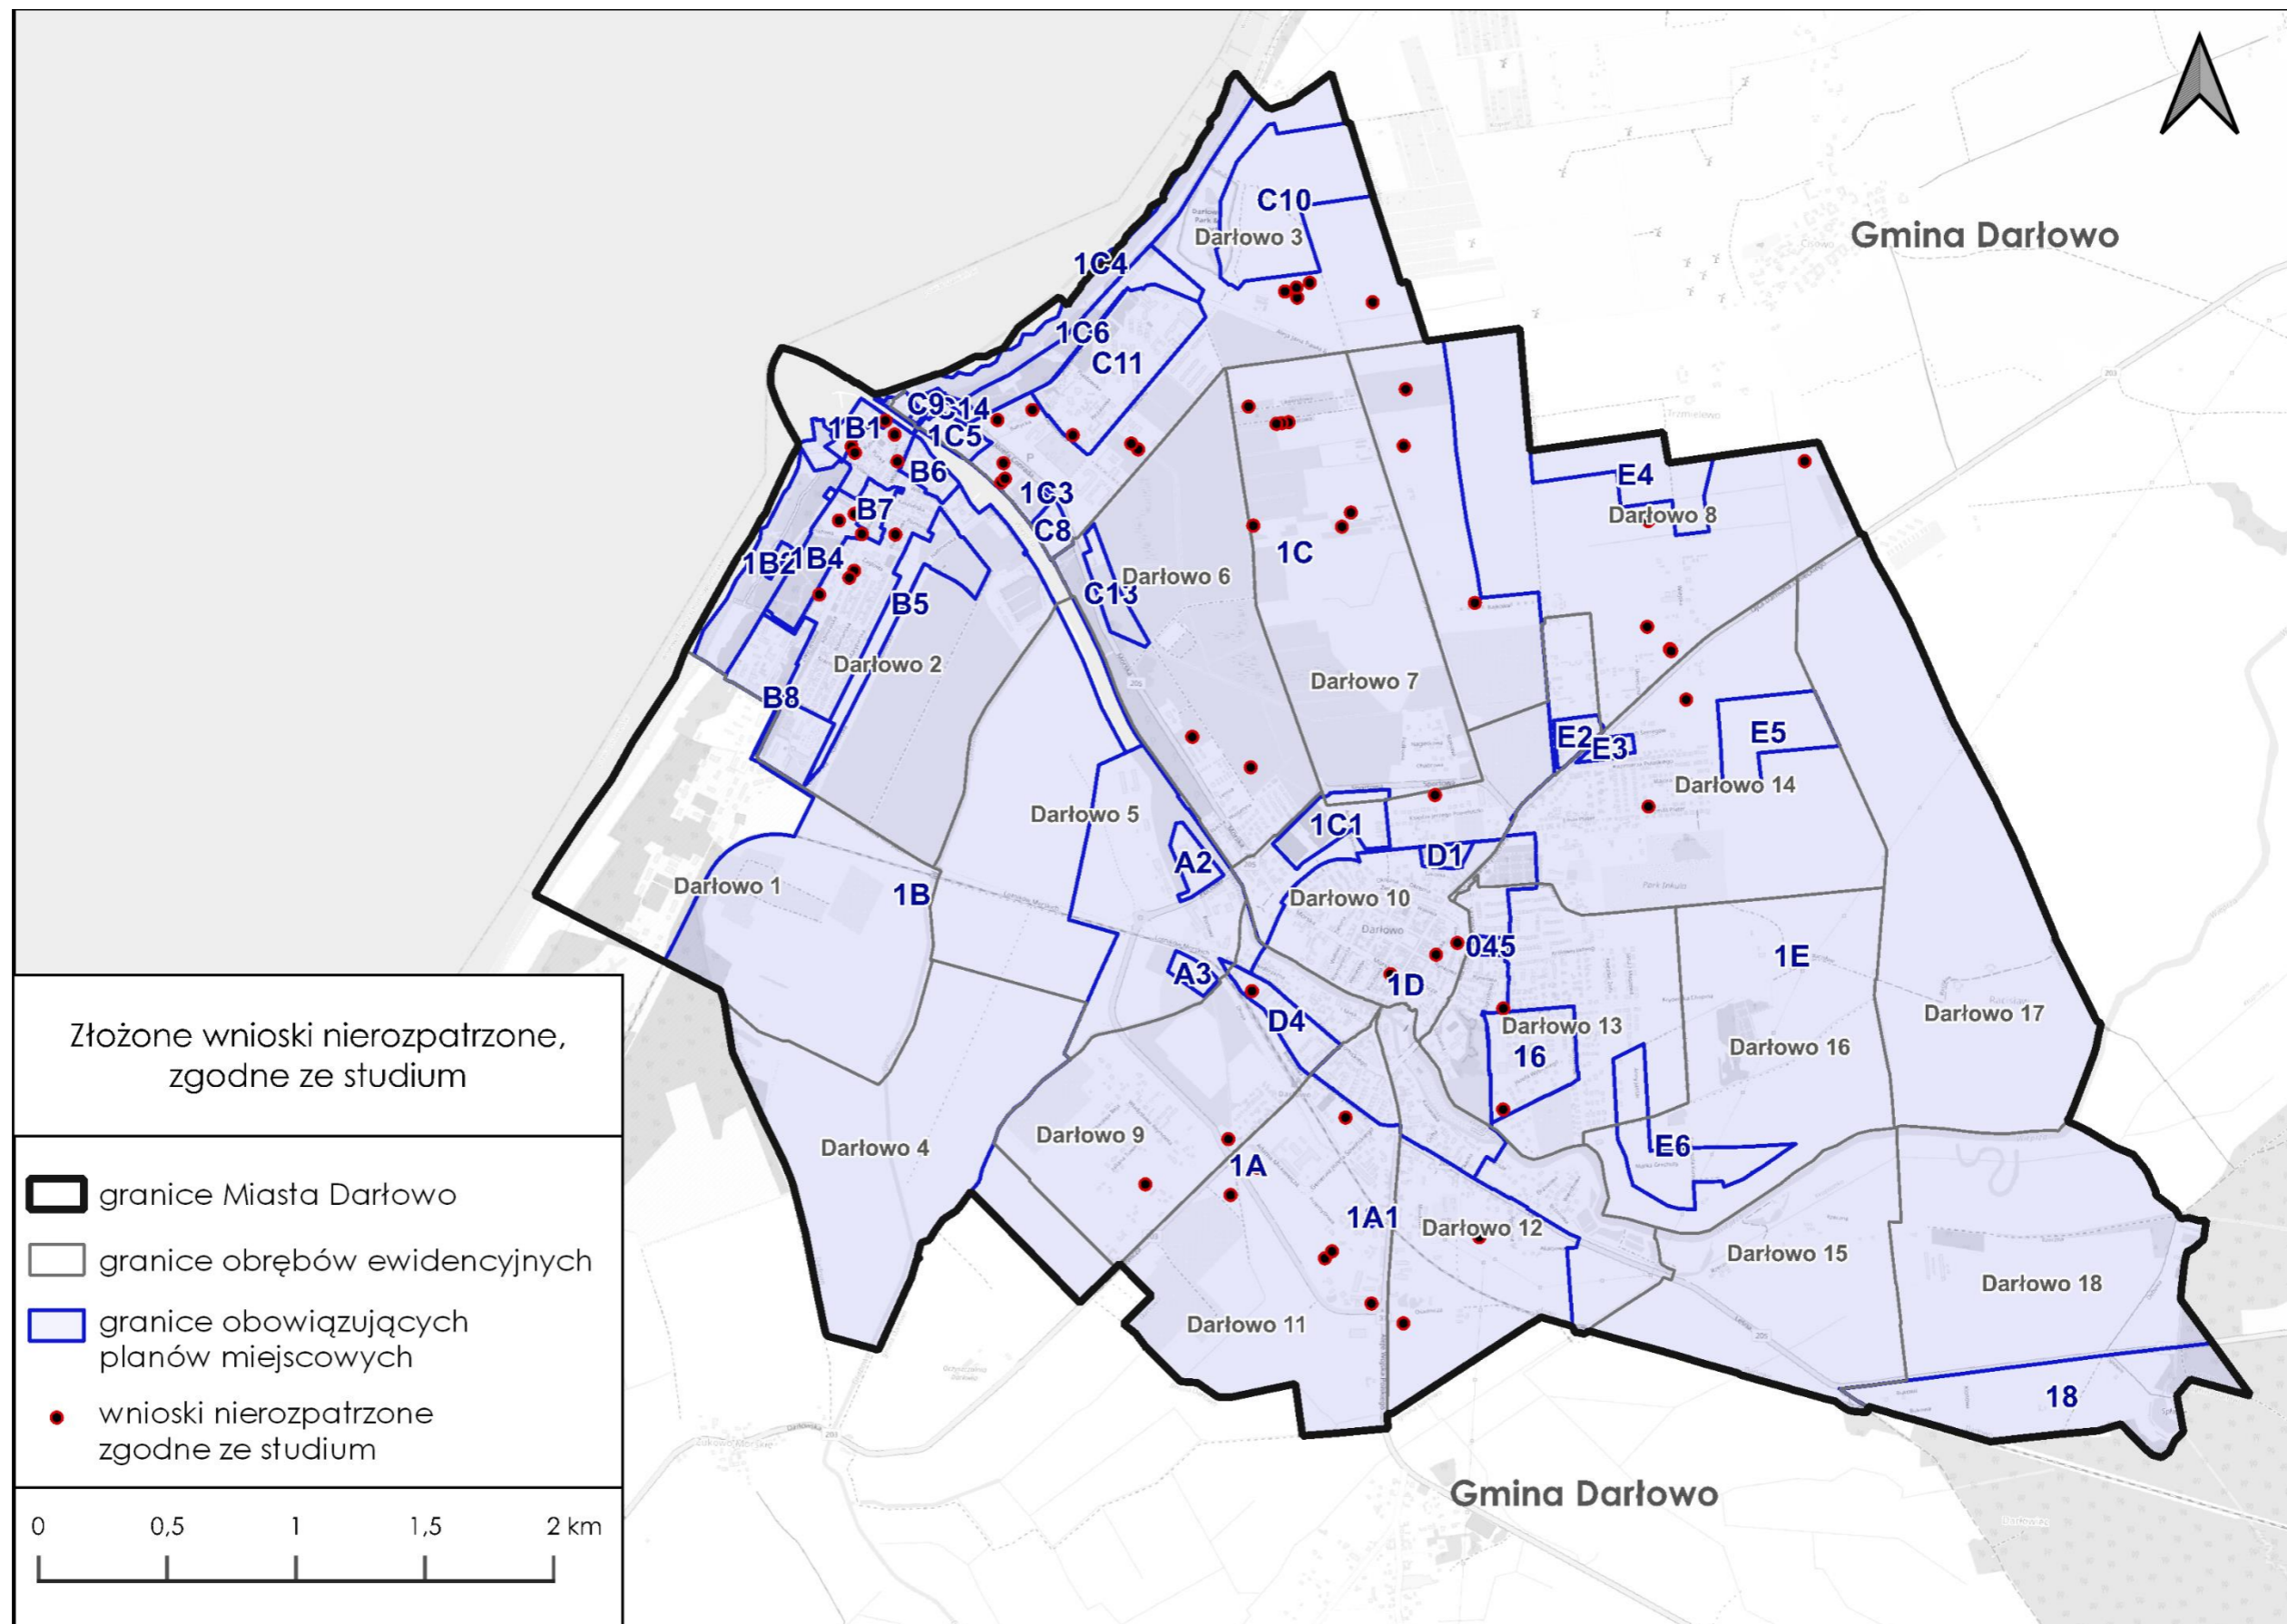 Gmina Darłowo
C10
Darłowo 3
1C4
1C6
C11
C9
C14
1B1
1C5
B6
1C3
B7
C8
1C
E4
Darłowo 8
1B2
1B4
Darłowo 6
C13
B5
Darłowo 2
Darłowo 7
B8
E2
E3
E5
Darłowo 14
Darłowo 5
1C1
A2
D1
Darłowo 1
1B
Darłowo 10
Darłowo
045
1E
A3
1D
D4
Darłowo 13
16
Darłowo 16
Darłowo 17
Darłowo 4
Darłowo 9
1A
E6
1A1
Darłowo 12
Darłowo 15
Darłowo 18
Darłowo 11
18
Gmina Darłowo
Złożone wnioski nierozpatrzone,
zgodne ze studium
granice Miasta Darłowo
granice obrębów ewidencyjnych
granice obowiązujących
planów miejscowych
wnioski nierozpatrzone
zgodne ze studium
0 0,5 1 1,5 2 km